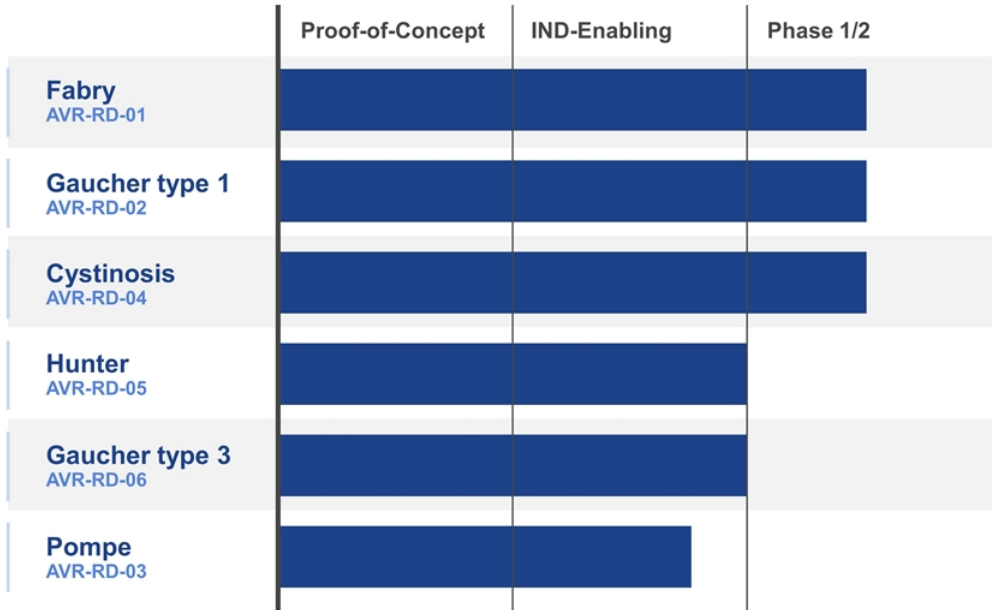 Proof-of-Concept IND-Enabling Phase 1/2
Fabry
AVR-RD-01
Gaucher type 1
AVR-RD-02
Cystinosis
AVR-RD-04
Hunter
AVR-RD-05
Gaucher type 3
AVR-RD-06
Pompe
AVR-RD-03